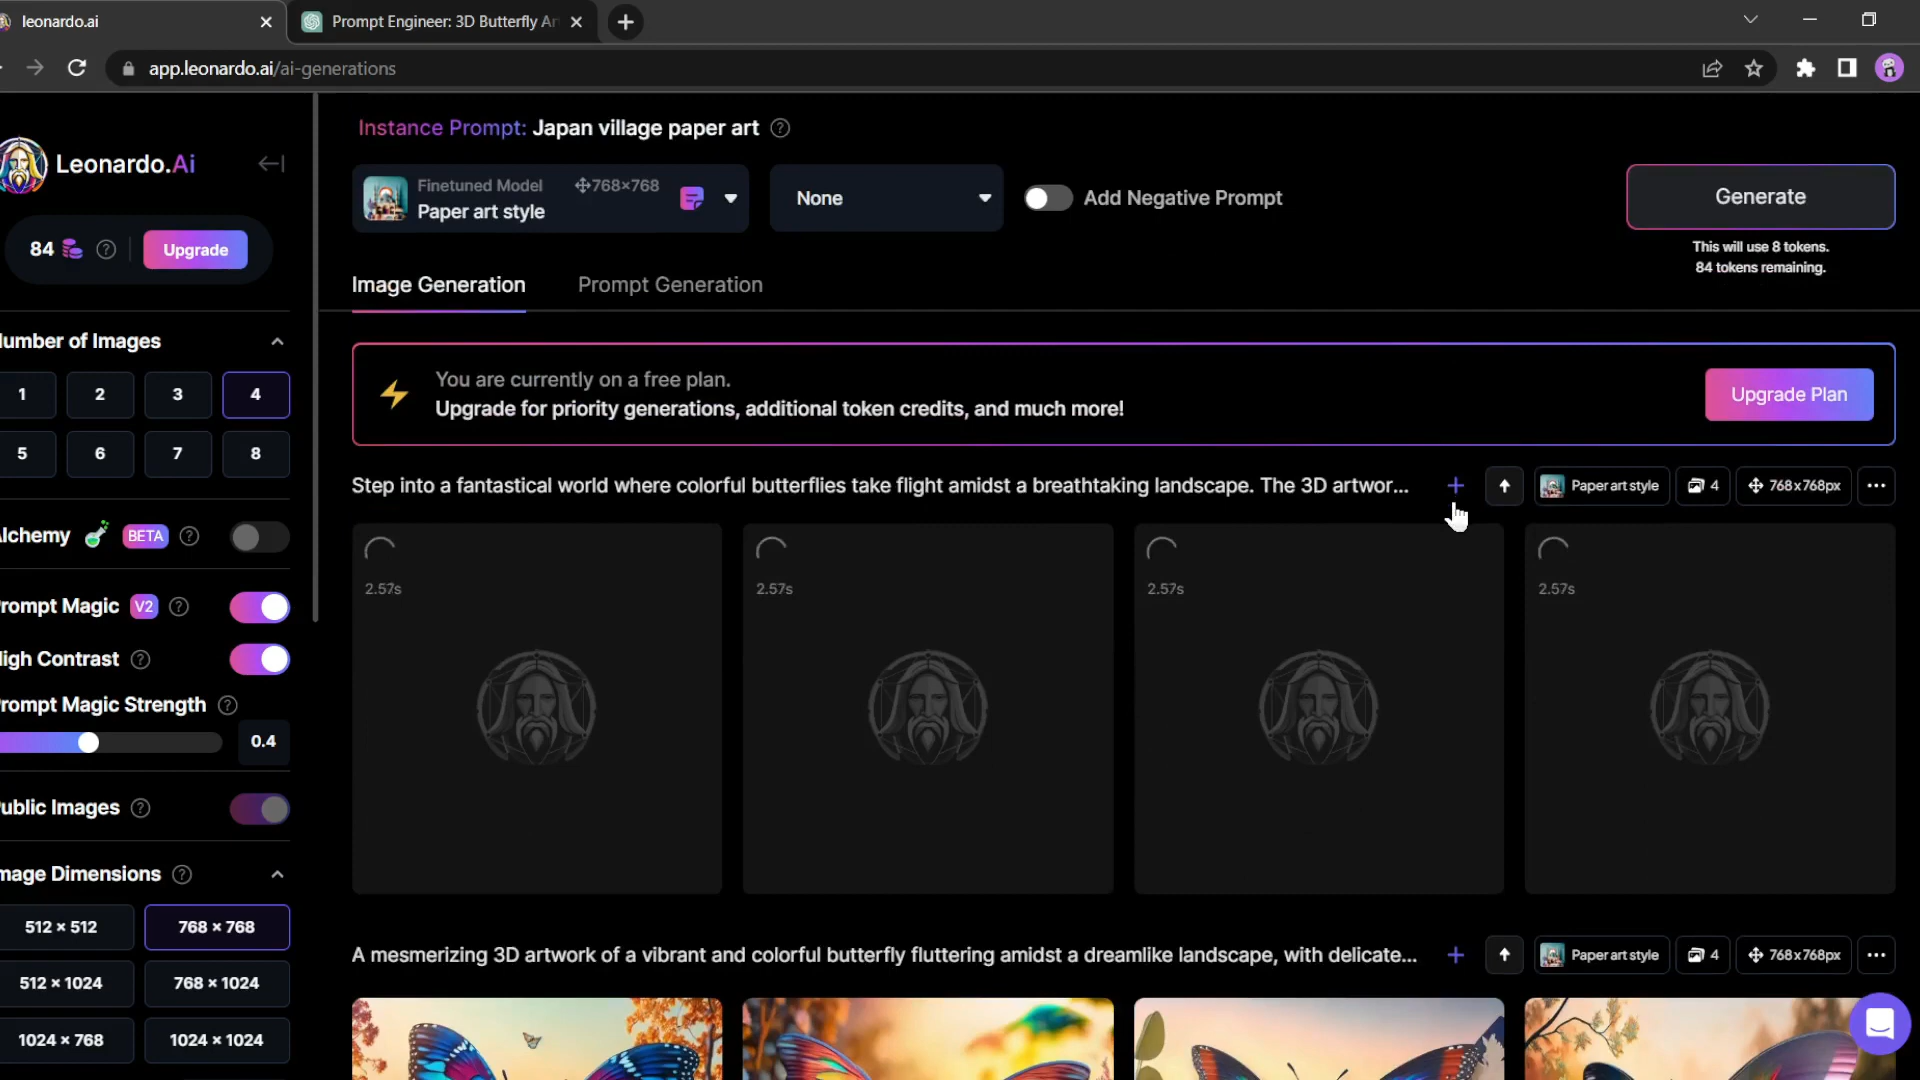 leonardo.ai
Prompt Engineer: 3D Butterfly Ar
app.leonardo.ai/ai-generations
Leonardo.Ai
84
Upgrade
umber of Images
1 2 3 4
5 6 7 8
lchemy BETA
rompt Magic V2
igh Contrast
rompt Magic Strength
0.4
ublic Images
mage Dimensions
512 × 512 768 × 768
512 × 1024 768 × 1024
1024 × 768 1024 × 1024
Instance Prompt: Japan village paper art
Finetuned Model 768×768
Paper art style
None
Add Negative Prompt
Generate
This will use 8 tokens.
84 tokens remaining.
Image Generation Prompt Generation
You are currently on a free plan.
Upgrade for priority generations, additional token credits, and much more!
Upgrade Plan
Step into a fantastical world where colorful butterflies take flight amidst a breathtaking landscape. The 3D artwor...
Paper art style 4 768x768px
2.57s 2.57s 2.57s 2.57s
A mesmerizing 3D artwork of a vibrant and colorful butterfly fluttering amidst a dreamlike landscape, with delicate...
Paper art style 4 768x768px